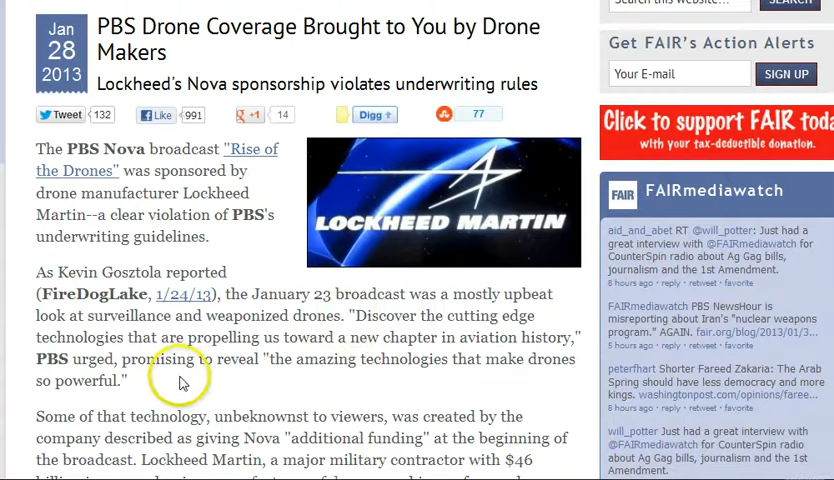 Jan
28
2013
PBS Drone Coverage Brought to You by Drone
Makers
Lockheed's Nova sponsorship violates underwriting rules
Tweet 132
Like 991
+1 14
Digg
77
The PBS Nova broadcast "Rise of
the Drones" was sponsored by
drone manufacturer Lockheed
Martin--a clear violation of PBS's
underwriting guidelines.
LOCKHEED MARTIN
As Kevin Gosztola reported
(FireDogLake, 1/24/13), the January 23 broadcast was a mostly upbeat
look at surveillance and weaponized drones. "Discover the cutting edge
technologies that are propelling us toward a new chapter in aviation history,"
PBS urged, promising to reveal "the amazing technologies that make drones
so powerful."
Some of that technology, unbeknownst to viewers, was created by the
company described as giving Nova "additional funding" at the beginning of
the broadcast. Lockheed Martin, a major military contractor with $46
Search this website...
SEARCH
Get FAIR's Action Alerts
Your E-mail
SIGN UP
Click to support FAIR toda
with your tax-deductible donation.
FAIR
FAIRmediawatch
aid_and_abet RT @will_potter: Just had a
great interview with @FAIRmediawatch for
CounterSpin radio about Ag Gag bills,
journalism and the 1st Amendment.
8 hours ago · reply · retweet · favorite
FAIRmediawatch PBS NewsHour is
misreporting about Iran's "nuclear weapons
program." AGAIN. fair.org/blog/2013/01/3...
5 hours ago · reply · retweet · favorite
peterfhart Shorter Fareed Zakaria: The Arab
Spring should have less democracy and more
kings. washingtonpost.com/opinions/faree...
8 hours ago · reply · retweet · favorite
will_potter Just had a great interview with
@FAIRmediawatch for CounterSpin radio
about Ag Gag bills, journalism and the 1st
Amendment.